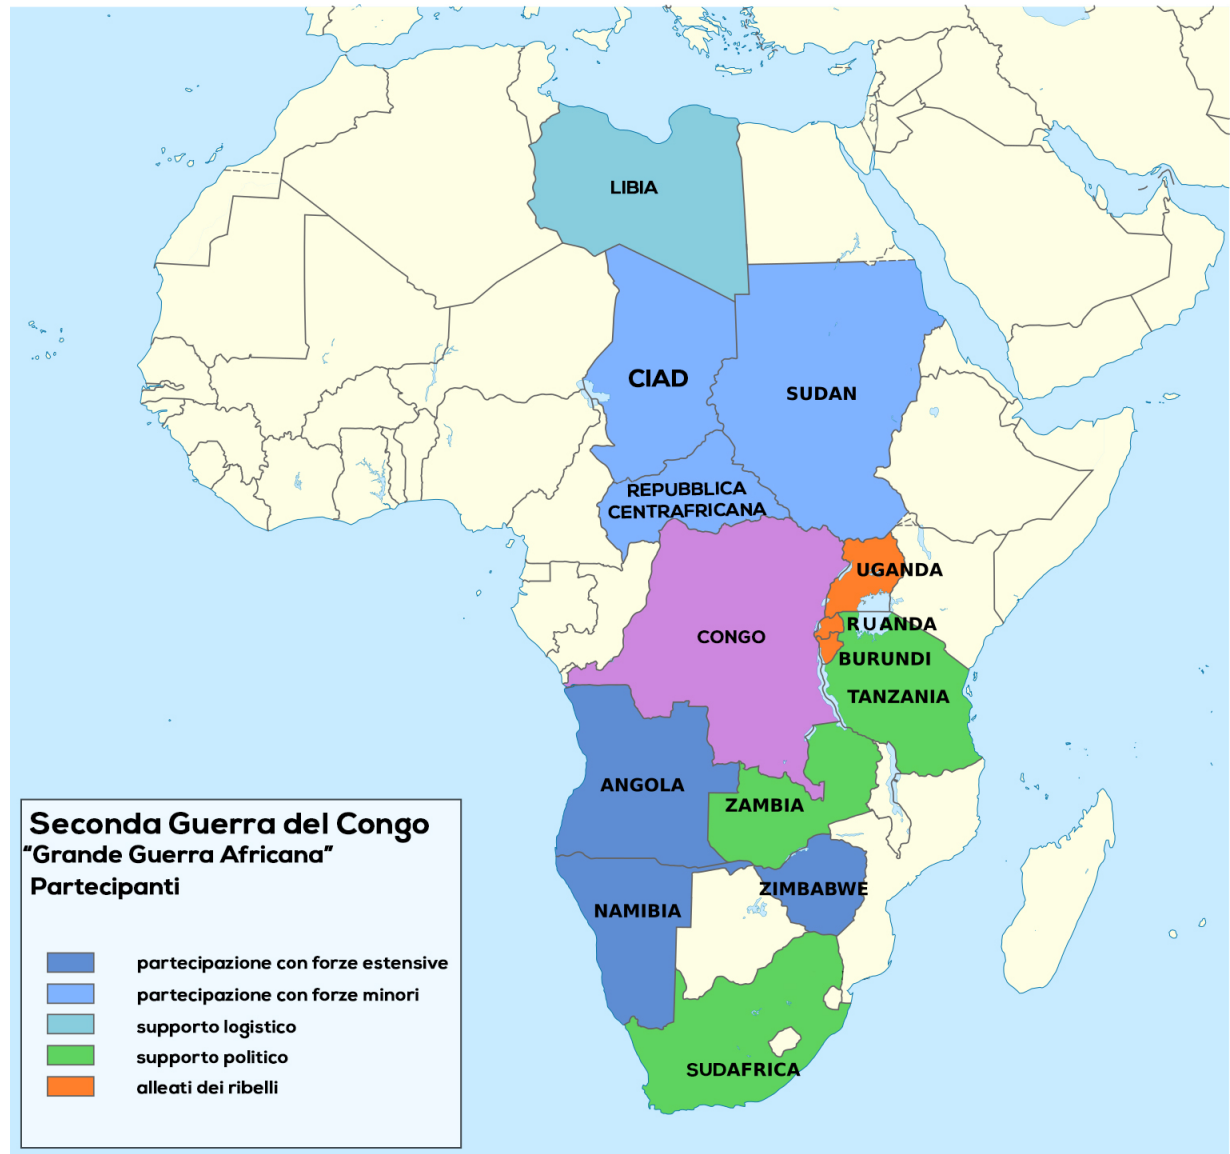 LIBIA
CIAD
SUDAN
REPUBBLICA
CENTRAFRICANA
UGANDA
RUANDA
CONGO
BURUNDI
TANZANIA
ANGOLA
ZAMBIA
ZIMBABWE
NAMIBIA
SUDAFRICA
Seconda Guerra del Congo
“Grande Guerra Africana”
Partecipanti
partecipazione con forze estensive
partecipazione con forze minori
supporto logistico
supporto politico
alleati dei ribelli